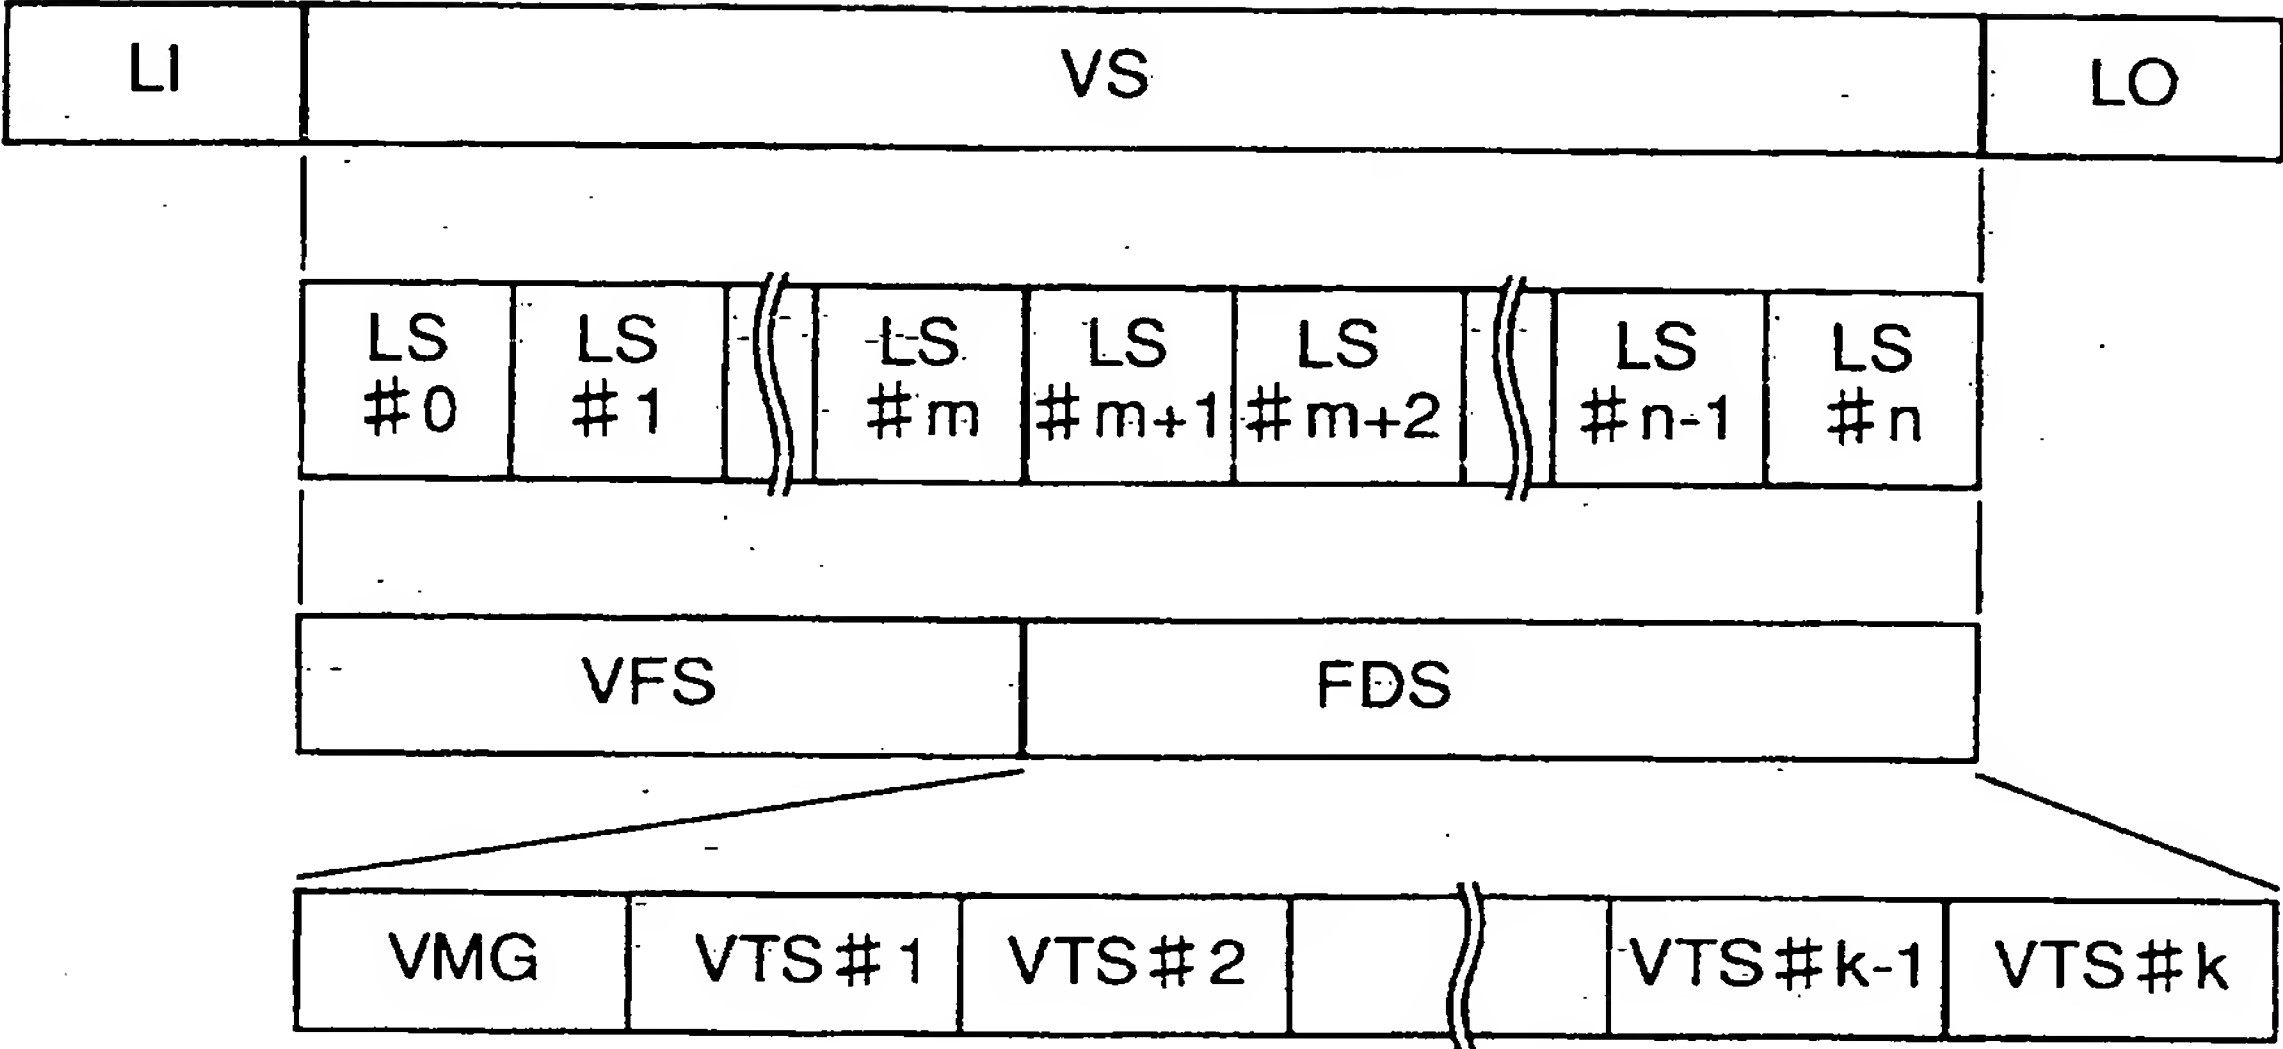 LI VS LO
LS LS LS LS LS LS LS
#0 #1 #m #m+1 #m+2 #n-1 #n
VFS FDS
VMG VTS#1 VTS#2 VTS#k-1 VTS#k